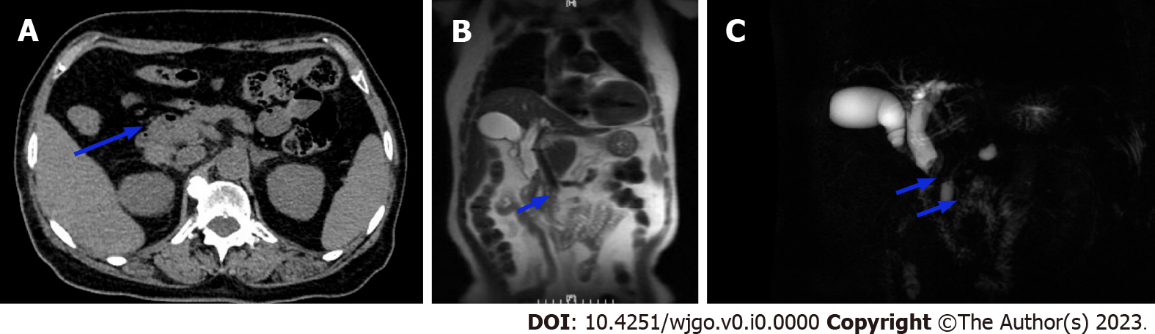 A
B
C
[H]
[F]
DOI: 10.4251/wjgo.v0.i0.0000 Copyright ©The Author(s) 2023.